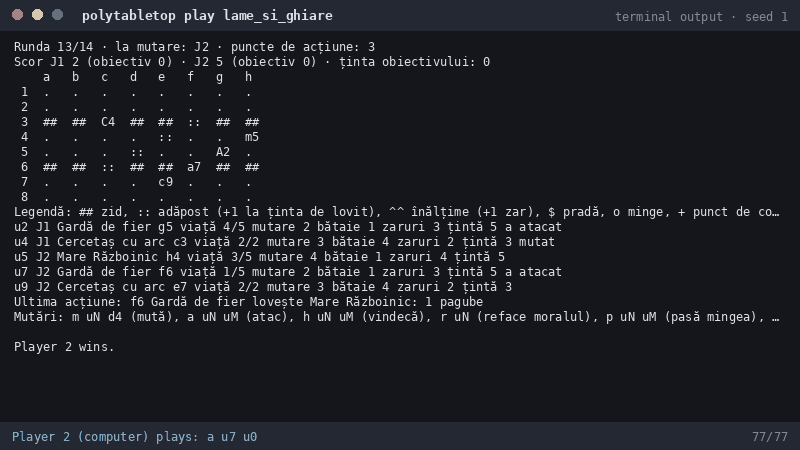 polytabletop play lame_si_ghiare
terminal output · seed 1
Runda 13/14 · la mutare: J2 · puncte de acțiune: 3
Scor J1 2 (obiectiv 0) · J2 5 (obiectiv 0) · ținta obiectivului: 0
a b c d e f g h
1 . . . . . . . .
2 . . . . . . . .
3 ## ## C4 ## ## :: ## ##
4 . . . . :: . . m5
5 . . . :: . . A2 .
6 ## ## :: ## ## a7 ## ##
7 . . . . c9 . . .
8 . . . . . . . .
Legendă: ## zid, :: adăpost (+1 la ținta de lovit), ^^ înălțime (+1 zar), $ pradă, o minge, + punct de co…
u2 J1 Gardă de fier g5 viață 4/5 mutare 2 bătaie 1 zaruri 3 țintă 5 a atacat
u4 J1 Cercetaș cu arc c3 viață 2/2 mutare 3 bătaie 4 zaruri 2 țintă 3 mutat
u5 J2 Mare Războinic h4 viață 3/5 mutare 2 bătaie 1 zaruri 4 țintă 5
u7 J2 Gardă de fier f6 viață 1/5 mutare 2 bătaie 1 zaruri 3 țintă 5 a atacat
u9 J2 Cercetaș cu arc e7 viață 2/2 mutare 3 bătaie 4 zaruri 2 țintă 3
Ultima acțiune: f6 Gardă de fier lovește Mare Războinic: 1 pagube
Mutări: m uN d4 (mută), a uN uM (atac), h uN uM (vindecă), r uN (reface moralul), p uN uM (pasă mingea), …
Player 2 wins.
Player 2 (computer) plays: a u7 u0
77/77